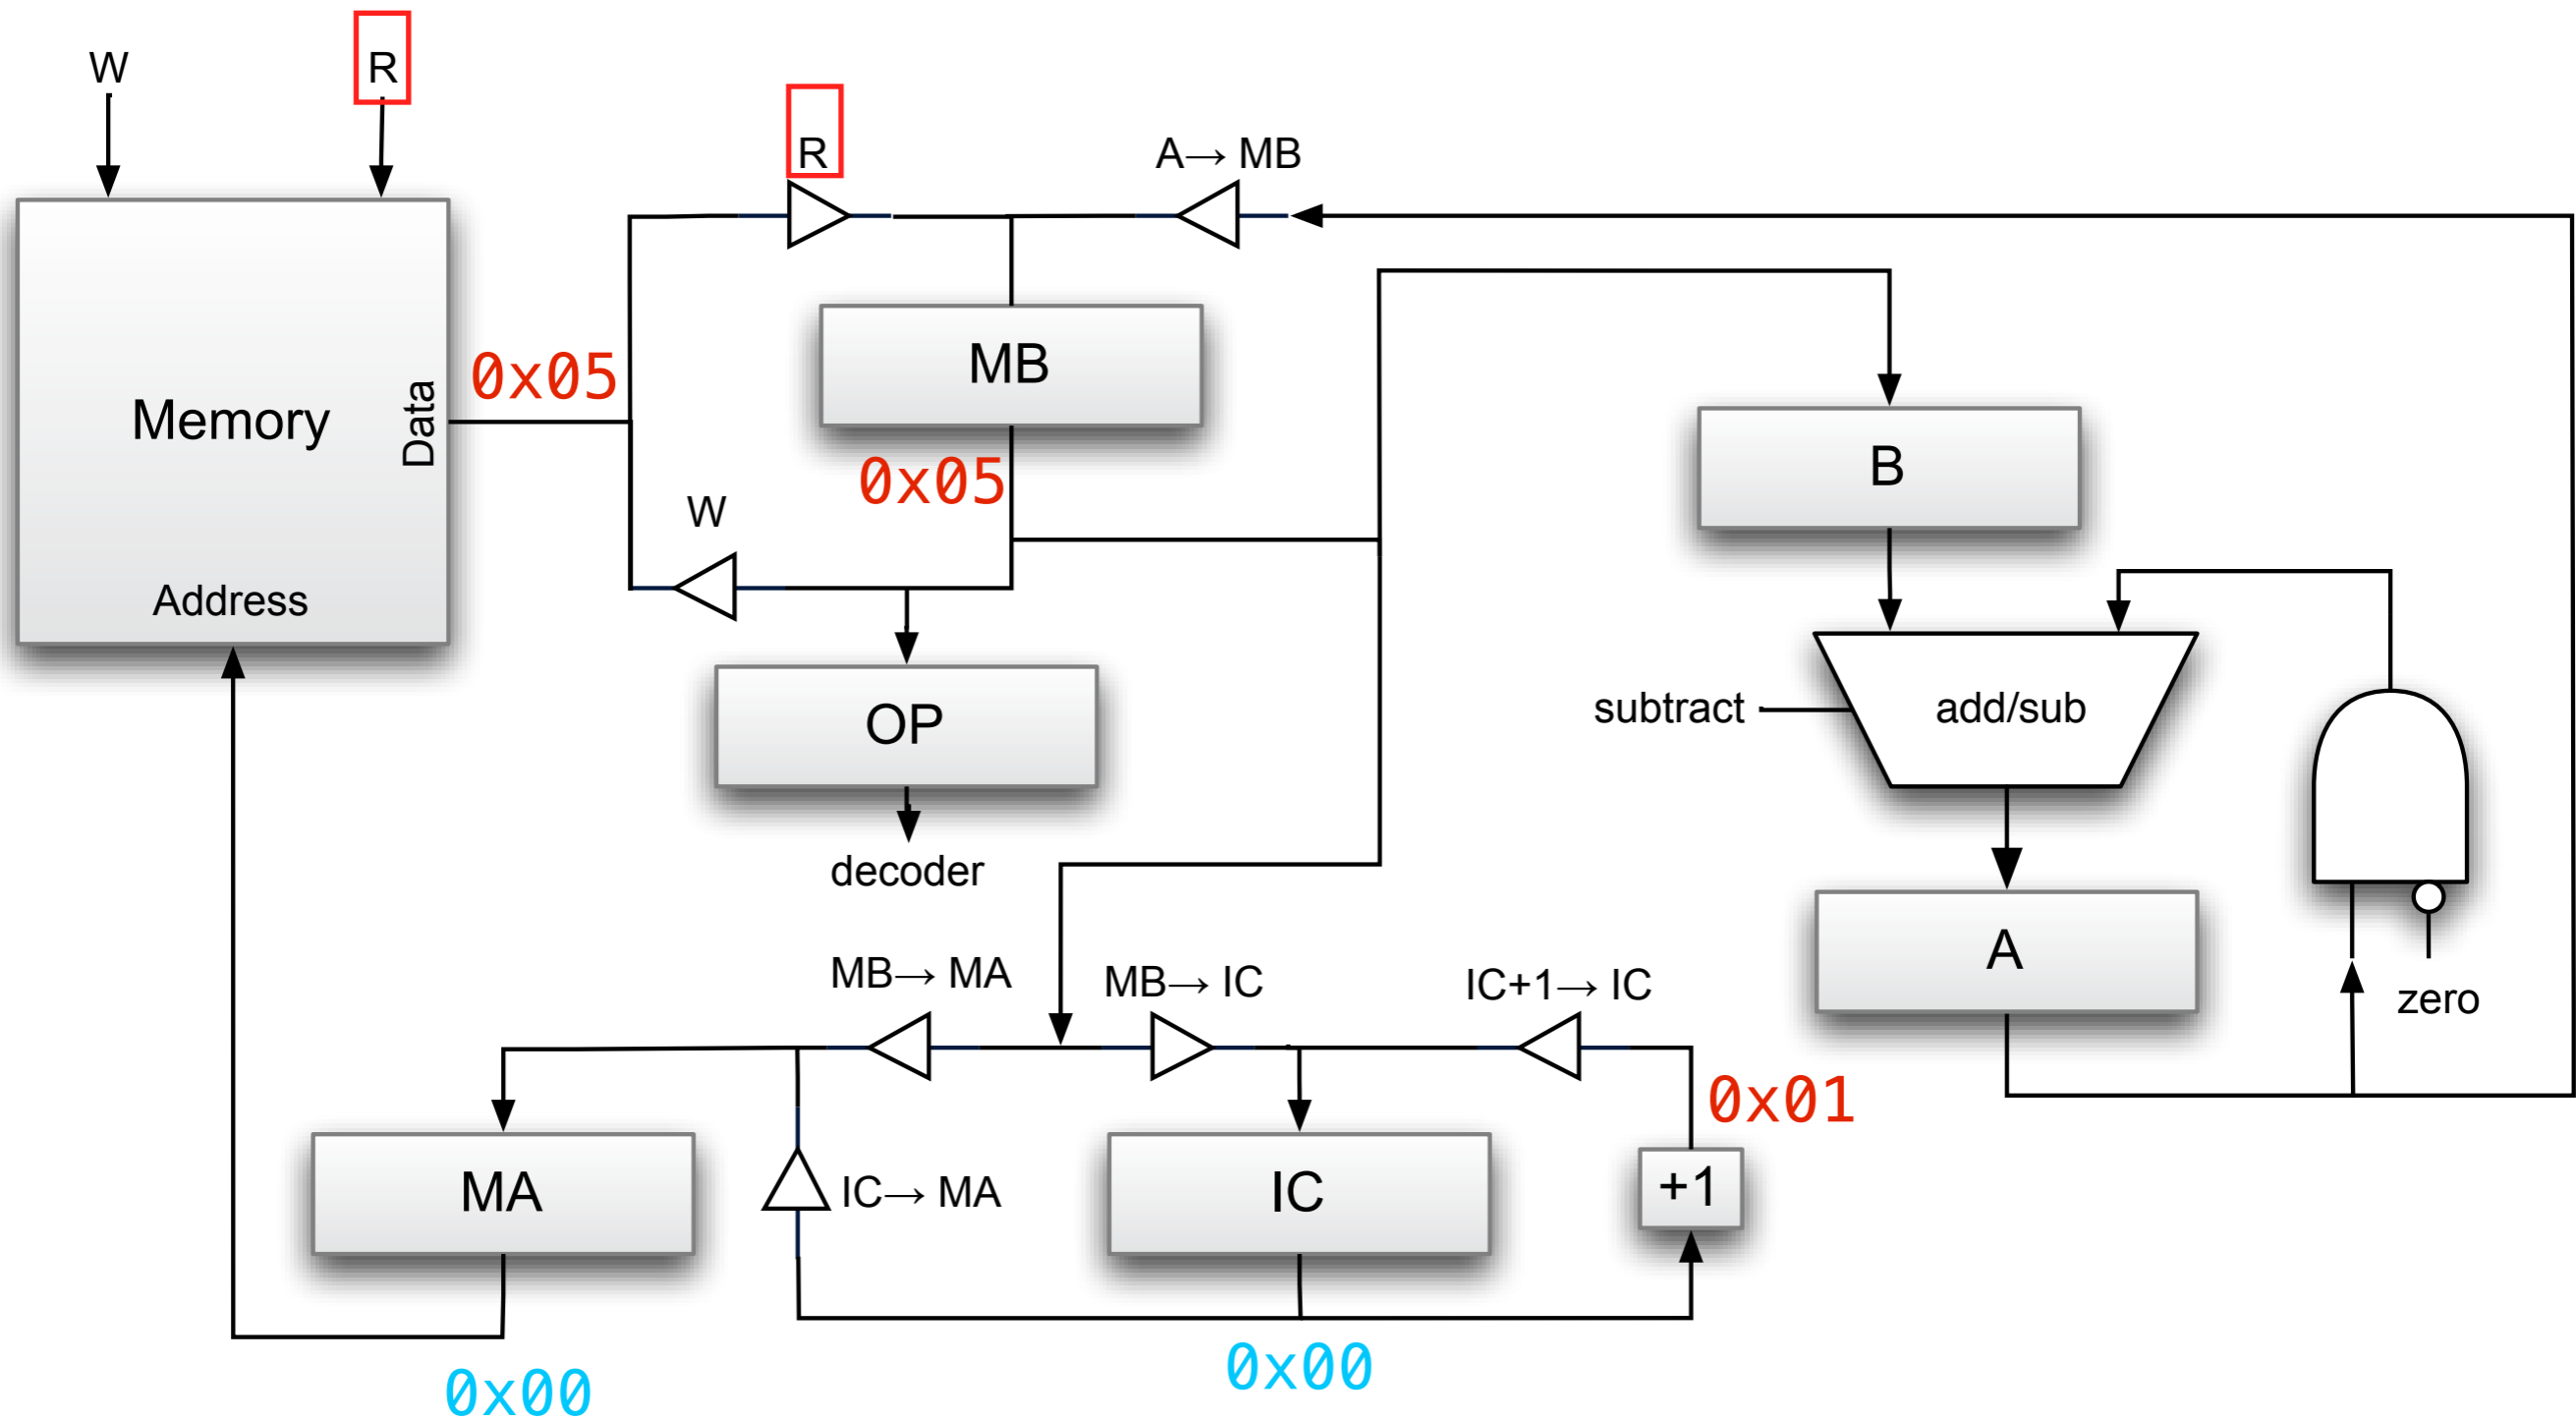 W
R
R
A→ MB
MB
0x05
Data
Memory
B
0x05
W
Address
OP
subtract
add/sub
decoder
A
MB→ MA
MB→ IC
IC+1→ IC
zero
0x01
MA
IC→ MA
IC
+1
0x00
0x00